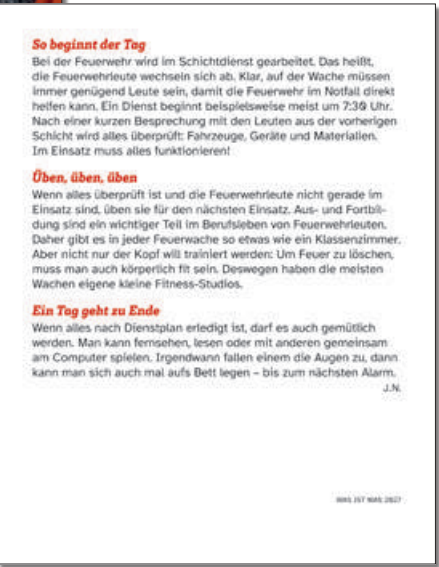 So beginnt der Tag
Bei der Feuerwehr wird im Schichtdienst gearbeitet. Das heißt,
die Feuerwehrleute wechseln sich ab. Klar, auf der Wache müssen
immer genügend Leute sein, damit die Feuerwehr im Notfall direkt
helfen kann. Ein Dienst beginnt beispielsweise meist um 7:30 Uhr.
Nach einer kurzen Besprechung mit den Leuten aus der vorherigen
Schicht wird alles überprüft: Fahrzeuge, Geräte und Materialien.
Im Einsatz muss alles funktionieren!
Üben, üben, üben
Wenn alles überprüft ist und die Feuerwehrleute nicht gerade im
Einsatz sind, üben sie für den nächsten Einsatz. Aus- und Fortbil-
dung sind ein wichtiger Teil im Berufsleben von Feuerwehrleuten.
Daher gibt es in jeder Feuerwache so etwas wie ein Klassenzimmer.
Aber nicht nur der Kopf will trainiert werden: Um Feuer zu löschen,
muss man auch körperlich fit sein. Deswegen haben die meisten
Wachen eigene kleine Fitness-Studios.
Ein Tag geht zu Ende
Wenn alles nach Dienstplan erledigt ist, darf es auch gemütlich
werden. Man kann fernsehen, lesen oder mit anderen gemeinsam
am Computer spielen. Irgendwann fallen einem die Augen zu, dann
kann man sich auch mal aufs Bett legen – bis zum nächsten Alarm.
J.N.
WAS IST WAS